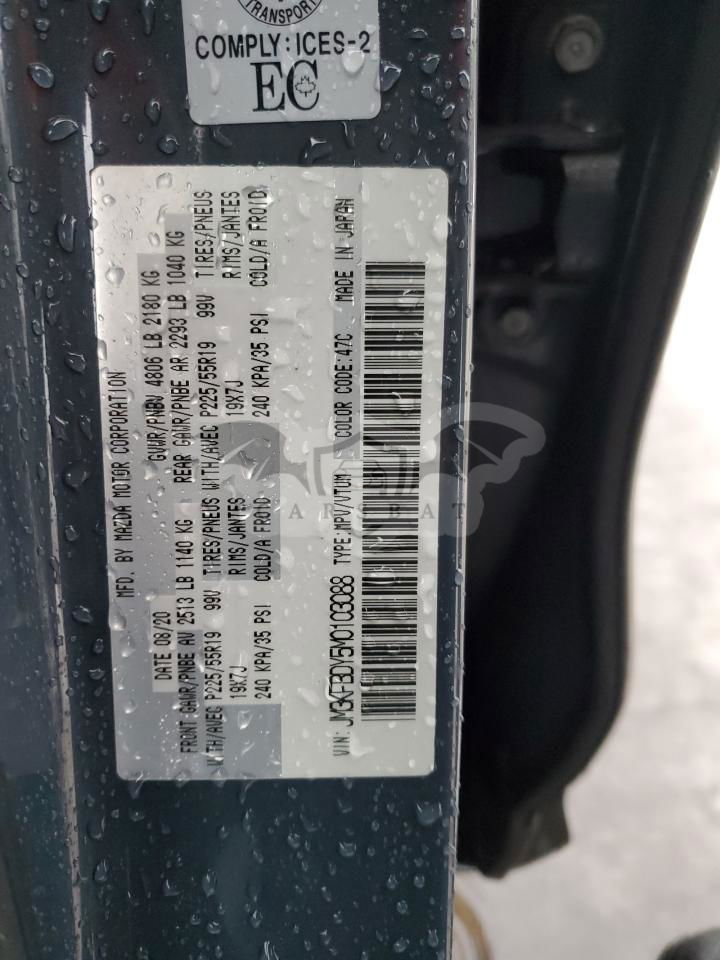 TRANSPORT
COMPLY: ICES-2
EC
MFD. BY MAZDA MOTOR CORPORATION
DATE 08/20 GVWR/PNBV 4806 LB 2180 KG
FRONT GAWR/PNBE AV 2513 LB 1140 KG REAR GAWR/PNBE AR 2293 LB 1040 KG
WITH/AVEC P225/55R19 99V TIRES/PNEUS WITH/AVEC P225/55R19 99V TIRES/PNEUS
19X7J RIMS/JANTES 19X7J RIMS/JANTES
240 KPA/35 PSI COLD/A FROID 240 KPA/35 PSI COLD/A FROID
VIN: JM3KFBDY5M0103088 TYPE:MPV/VTUM COLOR CODE:47C MADE IN JAPAN
CARSBAT